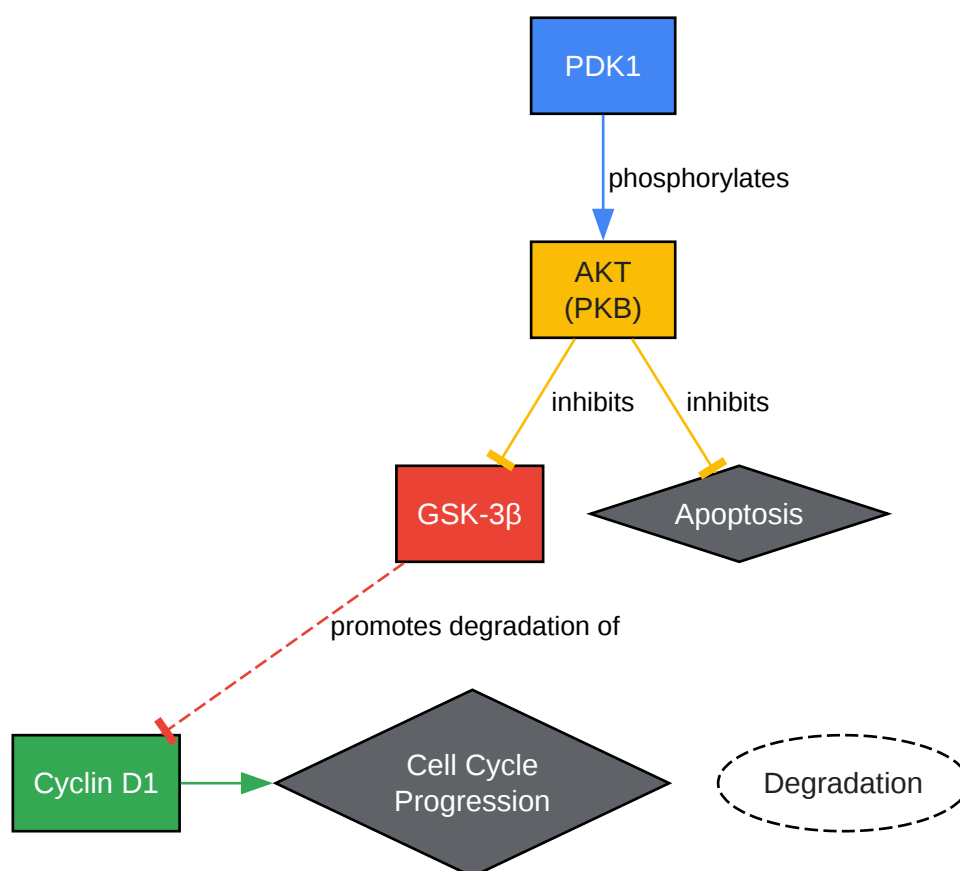 PDK1
phosphorylates
AKT
(PKB)
inhibits
inhibits
GSK-3β
Apoptosis
promotes degradation of
Cyclin D1
Cell Cycle
Progression
Degradation